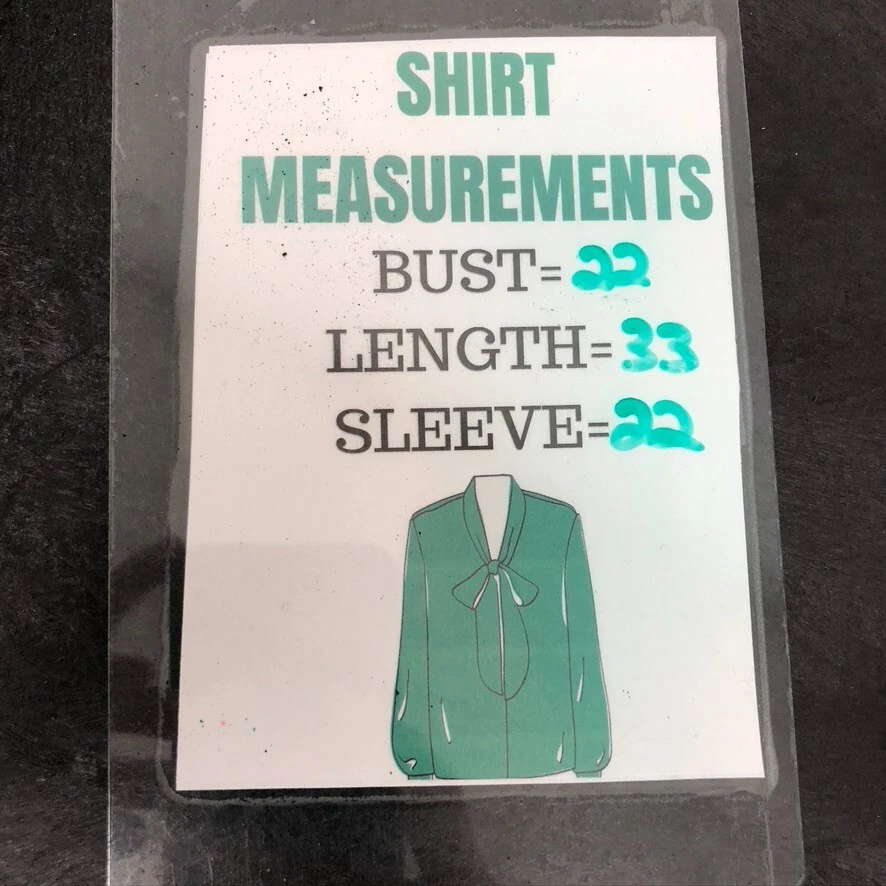 SHIRT
MEASUREMENTS
BUST= 22
LENGTH= 33
SLEEVE= 22